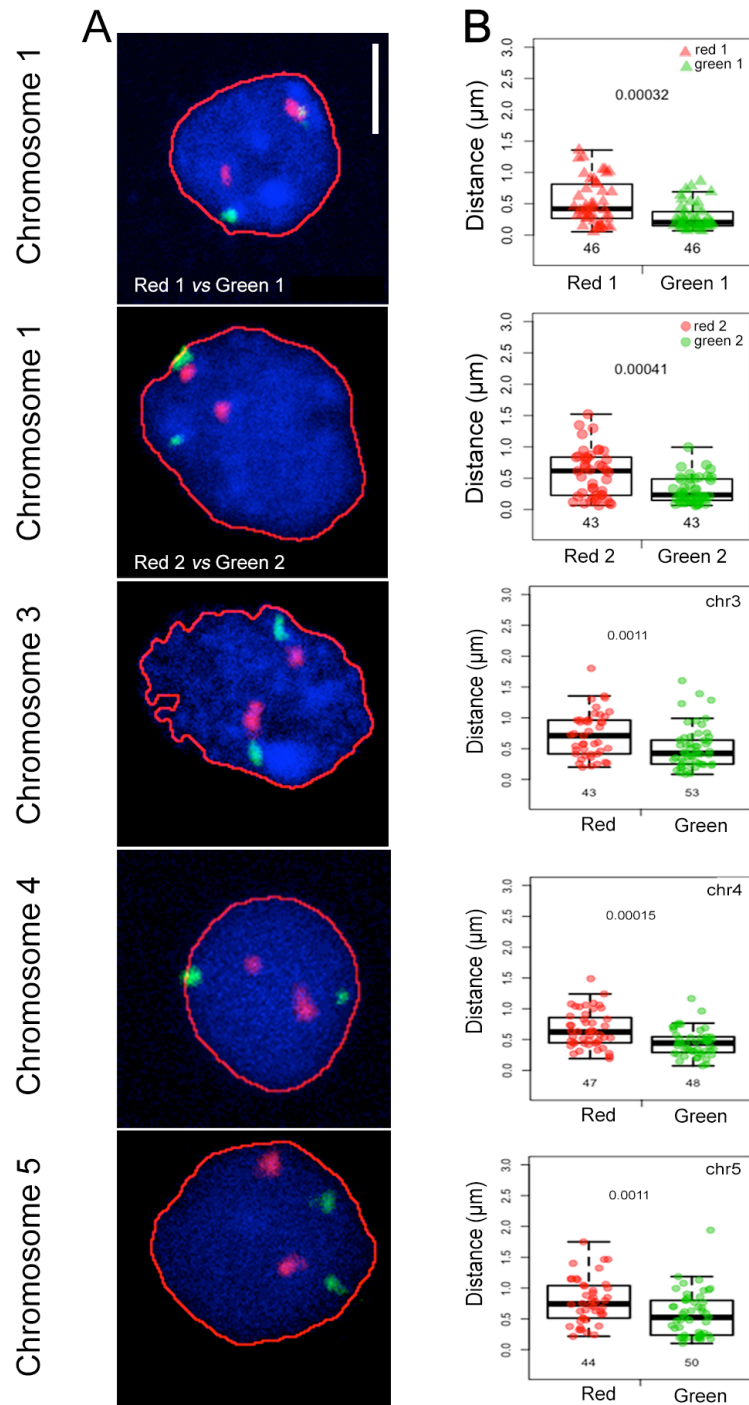 A
B
Chromosome 1
Red 1 vs Green 1
Distance (µm)
3.0
2.5
2.0
1.5
1.0
0.5
0.0
red 1
green 1
0.00032
46
46
Red 1
Green 1
Chromosome 1
Red 2 vs Green 2
Distance (µm)
3.0
2.5
2.0
1.5
1.0
0.5
0.0
red 2
green 2
0.00041
43
43
Red 2
Green 2
Chromosome 3
Distance (µm)
3.0
2.5
2.0
1.5
1.0
0.5
0.0
chr3
0.0011
43
53
Red
Green
Chromosome 4
Distance (µm)
3.0
2.5
2.0
1.5
1.0
0.5
0.0
chr4
0.00015
47
48
Red
Green
Chromosome 5
Distance (µm)
3.0
2.5
2.0
1.5
1.0
0.5
0.0
chr5
0.0011
44
50
Red
Green